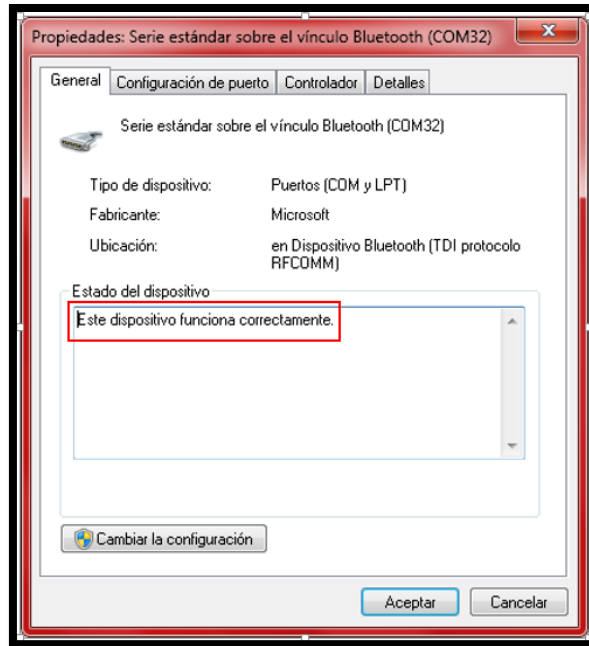 Propiedades: Serie estándar sobre el vínculo Bluetooth (COM32)
General Configuración de puerto Controlador Detalles
Serie estándar sobre el vínculo Bluetooth (COM32)
Tipo de dispositivo: Puertos (COM y LPT)
Fabricante: Microsoft
Ubicación: en Dispositivo Bluetooth (TDI protocolo
RFCOMM)
Estado del dispositivo
Este dispositivo funciona correctamente.
Cambiar la configuración
Aceptar Cancelar